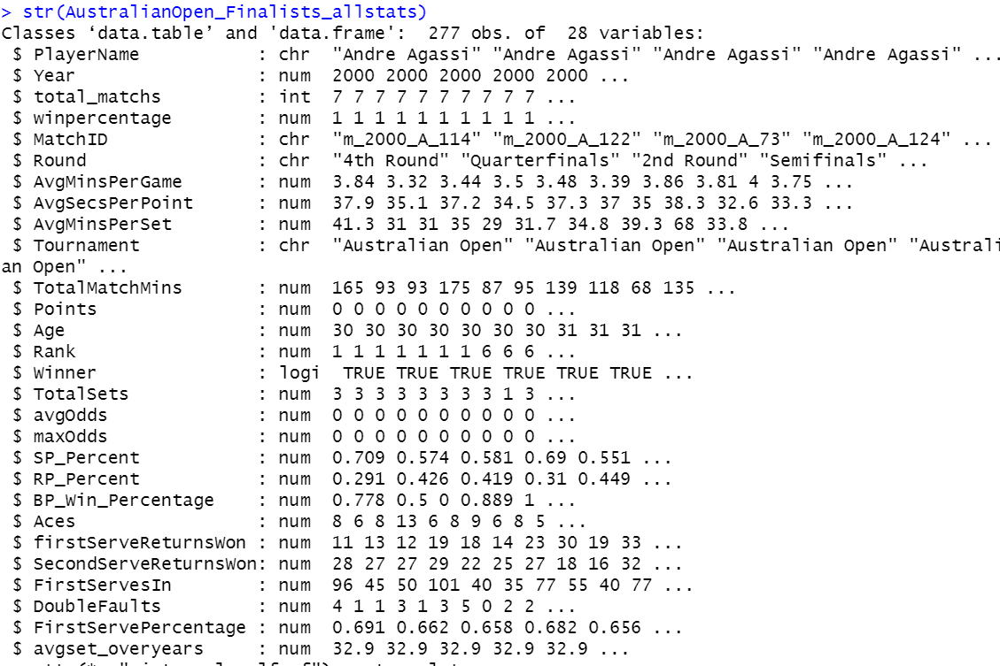 > str(AustralianOpen_Finalists_allstats)
Classes ‘data.table’ and 'data.frame':  277 obs. of  28 variables:
 $ PlayerName           : chr  "Andre Agassi" "Andre Agassi" "Andre Agassi" "Andre Agassi" ...
 $ Year                 : num  2000 2000 2000 2000 2000 ...
 $ total_matchs         : int  7 7 7 7 7 7 7 7 7 7 ...
 $ winpercentage        : num  1 1 1 1 1 1 1 1 1 1 ...
 $ MatchID              : chr  "m_2000_A_114" "m_2000_A_122" "m_2000_A_73" "m_2000_A_124" ...
 $ Round                : chr  "4th Round" "Quarterfinals" "2nd Round" "Semifinals" ...
 $ AvgMinsPerGame       : num  3.84 3.32 3.44 3.5 3.48 3.39 3.86 3.81 4 3.75 ...
 $ AvgSecsPerPoint      : num  37.9 35.1 37.2 34.5 37.3 37 35 38.3 32.6 33.3 ...
 $ AvgMinsPerSet        : num  41.3 31 31 35 29 31.7 34.8 39.3 68 33.8 ...
 $ Tournament           : chr  "Australian Open" "Australian Open" "Australian Open" "Australi
an Open" ...
 $ TotalMatchMins       : num  165 93 93 175 87 95 139 118 68 135 ...
 $ Points               : num  0 0 0 0 0 0 0 0 0 0 ...
 $ Age                  : num  30 30 30 30 30 30 30 31 31 31 ...
 $ Rank                 : num  1 1 1 1 1 1 1 6 6 6 ...
 $ Winner               : logi  TRUE TRUE TRUE TRUE TRUE TRUE ...
 $ TotalSets            : num  3 3 3 3 3 3 3 3 1 3 ...
 $ avgOdds              : num  0 0 0 0 0 0 0 0 0 0 ...
 $ maxOdds              : num  0 0 0 0 0 0 0 0 0 0 ...
 $ SP_Percent           : num  0.709 0.574 0.581 0.69 0.551 ...
 $ RP_Percent           : num  0.291 0.426 0.419 0.31 0.449 ...
 $ BP_Win_Percentage    : num  0.778 0.5 0 0.889 1 ...
 $ Aces                 : num  8 6 8 13 6 8 9 6 8 5 ...
 $ firstServeReturnsWon : num  11 13 12 19 18 14 23 30 19 33 ...
 $ SecondServeReturnsWon: num  28 27 27 29 22 25 27 18 16 32 ...
 $ FirstServesIn        : num  96 45 50 101 40 35 77 55 40 77 ...
 $ DoubleFaults         : num  4 1 1 3 1 3 5 0 2 2 ...
 $ FirstServePercentage : num  0.691 0.662 0.658 0.682 0.656 ...
 $ avgset_overyears     : num  32.9 32.9 32.9 32.9 32.9 ...